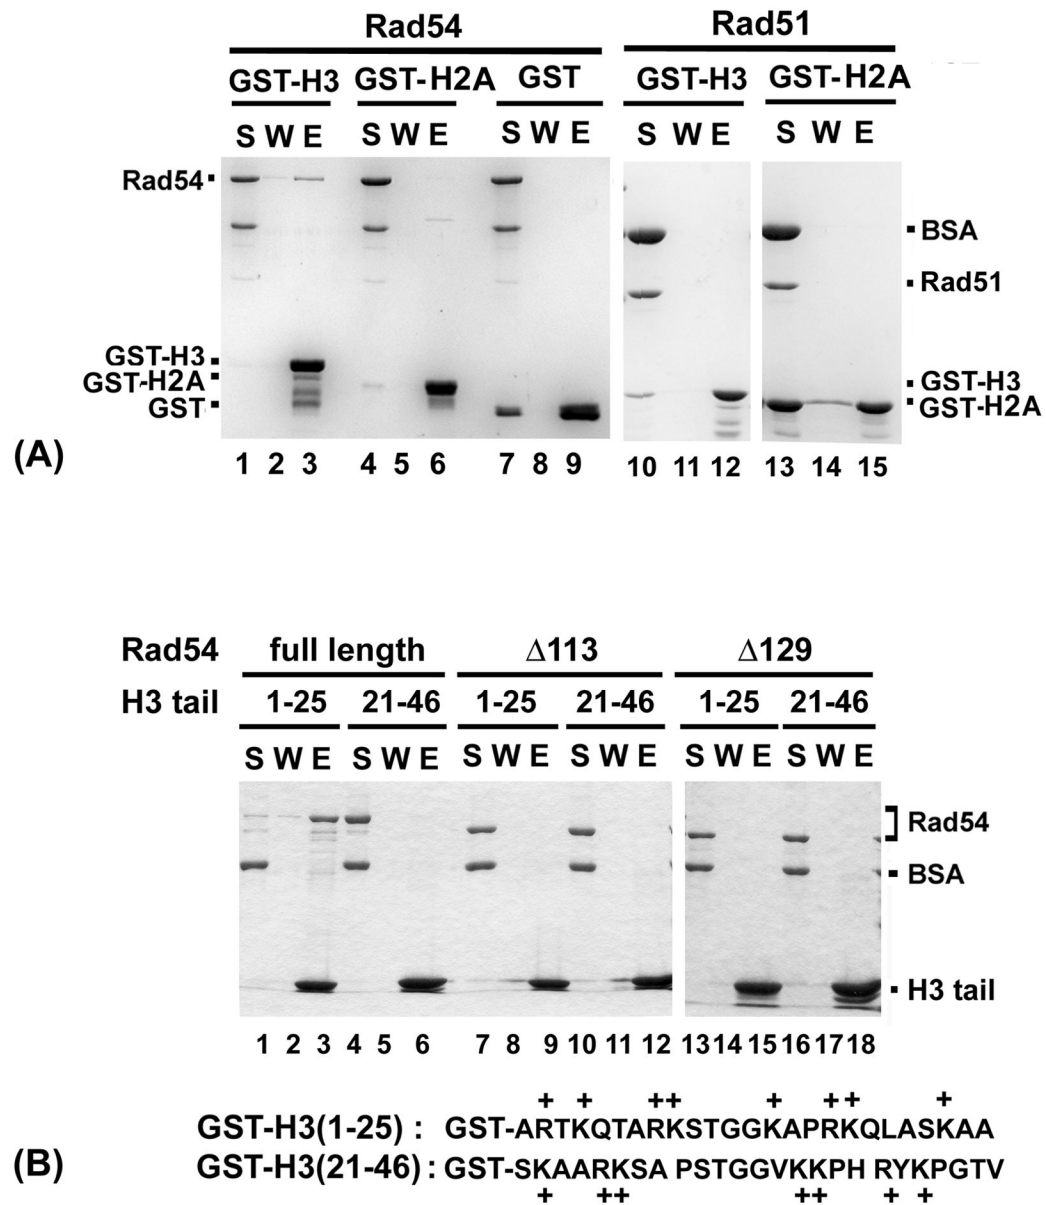 Rad54 Rad51
GST-H3 GST-H2A GST GST-H3 GST-H2A
S W E S W E S W E S W E S W E
Rad54
BSA
Rad51
GST-H3
GST-H2A
GST
GST-H3
GST-H2A
(A)
1 2 3 4 5 6 7 8 9 10 11 12 13 14 15
Rad54 full length Δ113 Δ129
H3 tail 1-25 21-46 1-25 21-46 1-25 21-46
S W E S W E S W E S W E S W E S W E
Rad54
BSA
H3 tail
1 2 3 4 5 6 7 8 9 10 11 12 13 14 15 16 17 18
+ + ++ + ++ +
GST-H3(1-25) : GST-ARTKQTARKSTGGKAPRKQLASKAA
(B) GST-H3(21-46) : GST-SKAARKSA PSTGGVKKPH RYKPGTV
+ ++ ++ + +